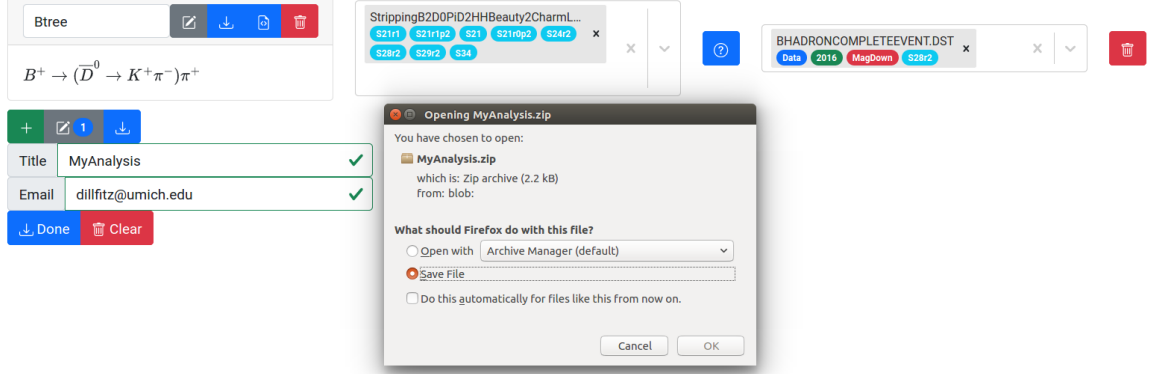 Btree
B⁺ → (D̅⁰ → K⁺π⁻)π⁺
StrippingB2D0PiD2HHBeauty2CharmL...
S21r1 S21r1p2 S21 S21r0p2 S24r2
S28r2 S29r2 S34
BHADRONCOMPLETEEVENT.DST
Data 2016 MagDown S28r2
1
Title MyAnalysis
Email dillfitz@umich.edu
Done Clear
Opening MyAnalysis.zip
You have chosen to open:
MyAnalysis.zip
which is: Zip archive (2.2 kB)
from: blob:
What should Firefox do with this file?
Open with Archive Manager (default)
Save File
Do this automatically for files like this from now on.
Cancel OK